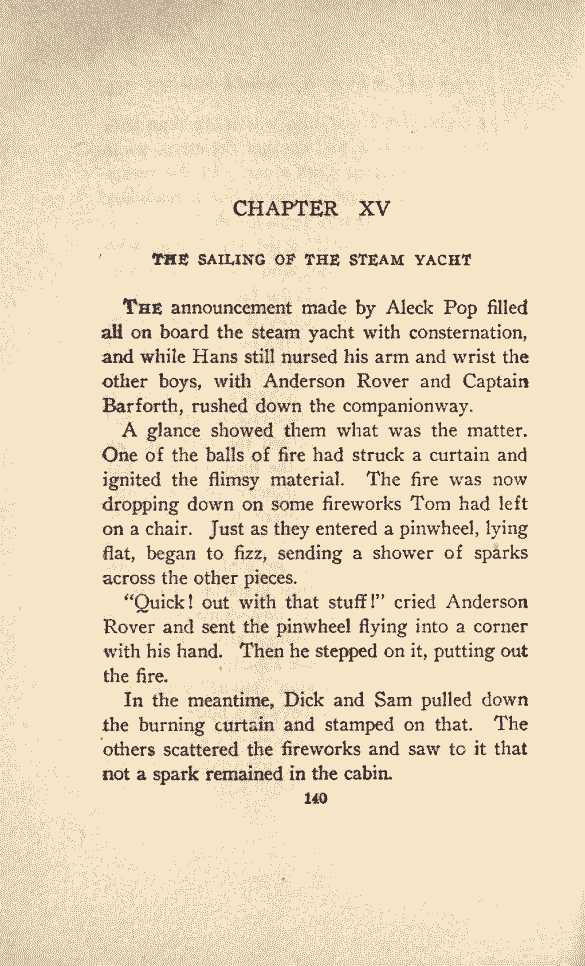 CHAPTER XV
THE SAILING OF THE STEAM YACHT
THE announcement made by Aleck Pop filled
all on board the steam yacht with consternation,
and while Hans still nursed his arm and wrist the
other boys, with Anderson Rover and Captain
Barforth, rushed down the companionway.
A glance showed them what was the matter.
One of the balls of fire had struck a curtain and
ignited the flimsy material. The fire was now
dropping down on some fireworks Tom had left
on a chair. Just as they entered a pinwheel, lying
flat, began to fizz, sending a shower of sparks
across the other pieces.
"Quick! out with that stuff!" cried Anderson
Rover and sent the pinwheel flying into a corner
with his hand. Then he stepped on it, putting out
the fire.
In the meantime, Dick and Sam pulled down
the burning curtain and stamped on that. The
others scattered the fireworks and saw to it that
not a spark remained in the cabin.
140